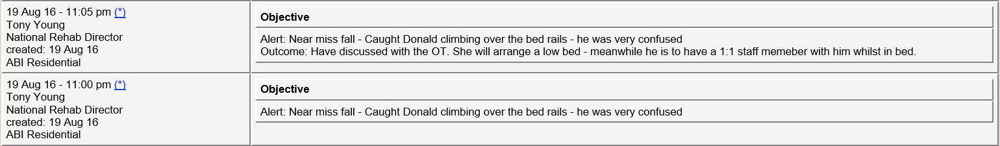 19 Aug 16 - 11:05 pm (*)
Tony Young
National Rehab Director
created: 19 Aug 16
ABI Residential
Objective
Alert: Near miss fall - Caught Donald climbing over the bed rails - he was very confused
Outcome: Have discussed with the OT. She will arrange a low bed - meanwhile he is to have a 1:1 staff memeber with him whilst in bed.
19 Aug 16 - 11:00 pm (*)
Tony Young
National Rehab Director
created: 19 Aug 16
ABI Residential
Objective
Alert: Near miss fall - Caught Donald climbing over the bed rails - he was very confused